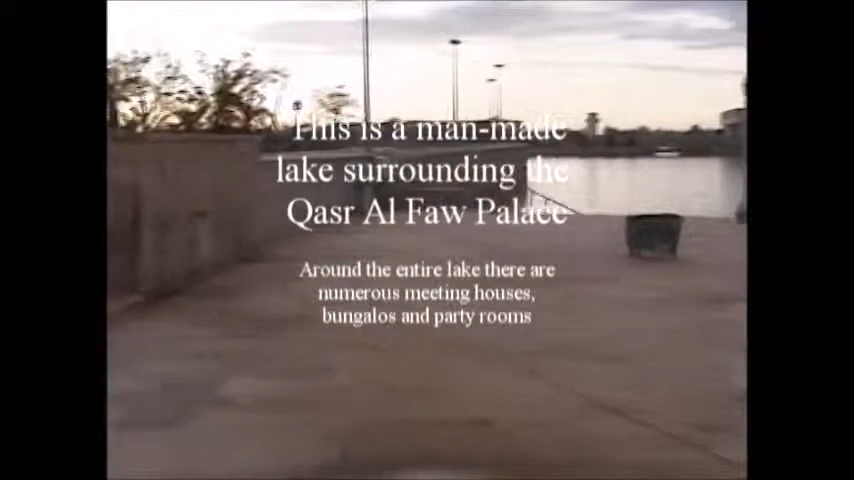 This is a man-made
lake surrounding the
Qasr Al Faw Palace
Around the entire lake there are
numerous meeting houses,
bungalos and party rooms